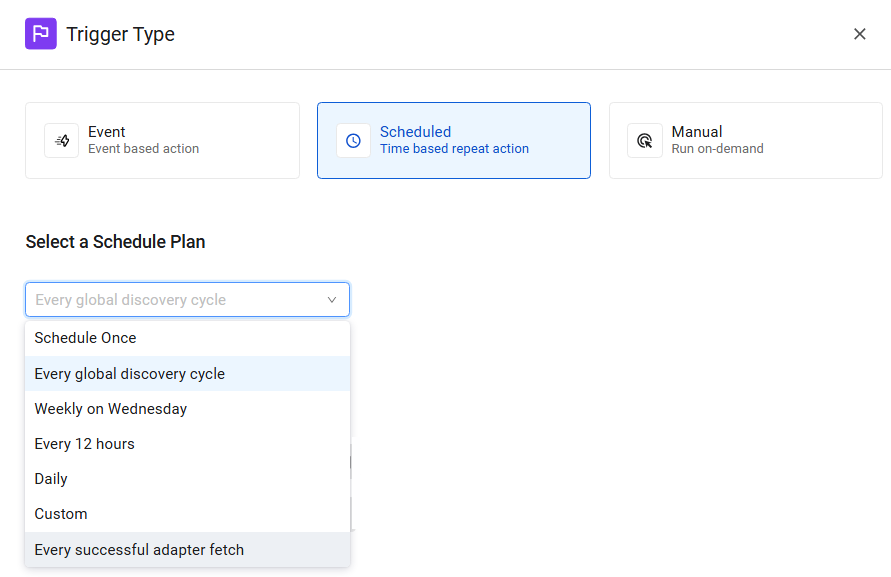 Trigger Type
Event
Event based action
Scheduled
Time based repeat action
Manual
Run on-demand
Select a Schedule Plan
Every global discovery cycle
Schedule Once
Every global discovery cycle
Weekly on Wednesday
Every 12 hours
Daily
Custom
Every successful adapter fetch